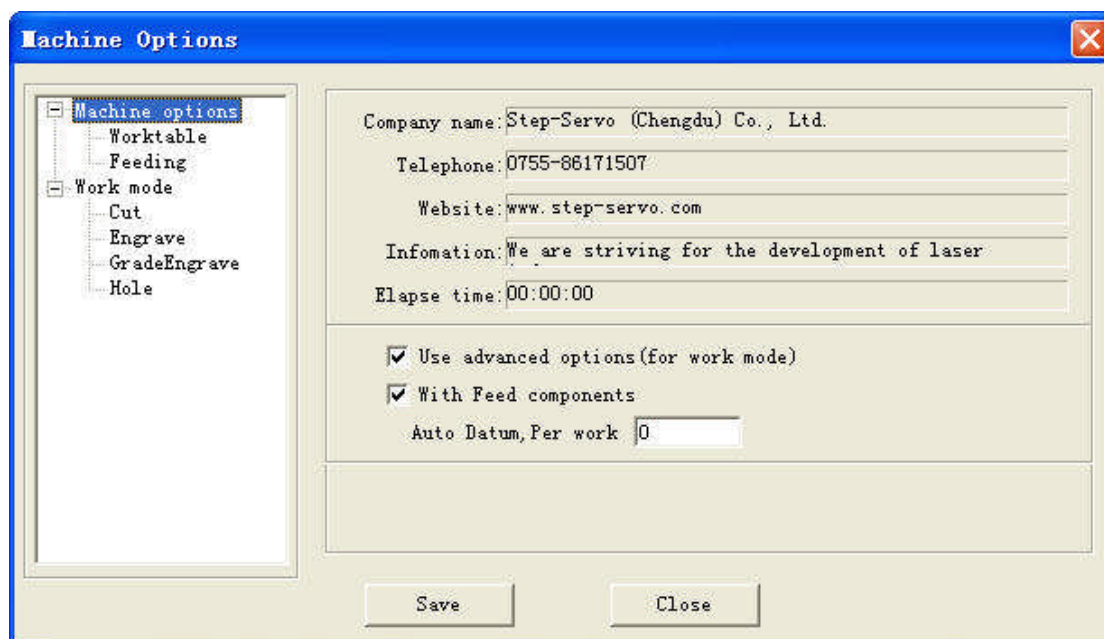 Machine Options
Machine options
Worktable
Feeding
Work mode
Cut
Engrave
GradeEngrave
Hole
Company name: Step-Servo (Chengdu) Co., Ltd.
Telephone: 0755-86171507
Website: www.step-servo.com
Infomation: We are striving for the development of laser
Elapse time: 00:00:00
Use advanced options(for work mode)
With Feed components
Auto Datum,Per work 0
Save Close